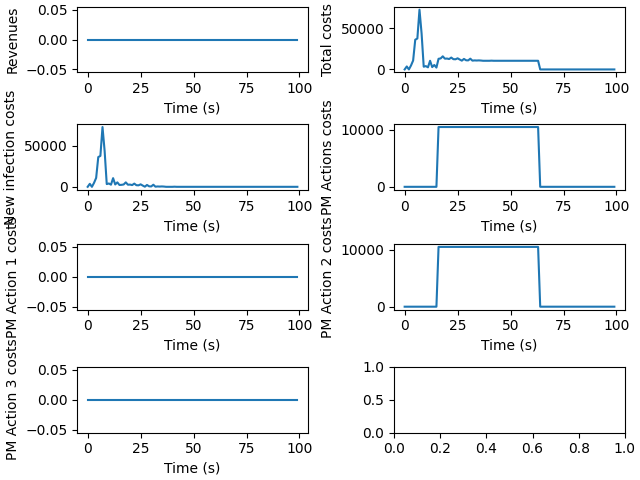 Revenues
0.05
0.00
−0.05
0 25 50 75 100
Time (s)
Total costs
50000
0
0 25 50 75 100
Time (s)
New infection costs
50000
0
0 25 50 75 100
Time (s)
PM Actions costs
10000
0
0 25 50 75 100
Time (s)
PM Action 1 costs
0.05
0.00
−0.05
0 25 50 75 100
Time (s)
PM Action 2 costs
10000
0
0 25 50 75 100
Time (s)
PM Action 3 costs
0.05
0.00
−0.05
0 25 50 75 100
Time (s)
1.0
0.5
0.0
0.0 0.2 0.4 0.6 0.8 1.0